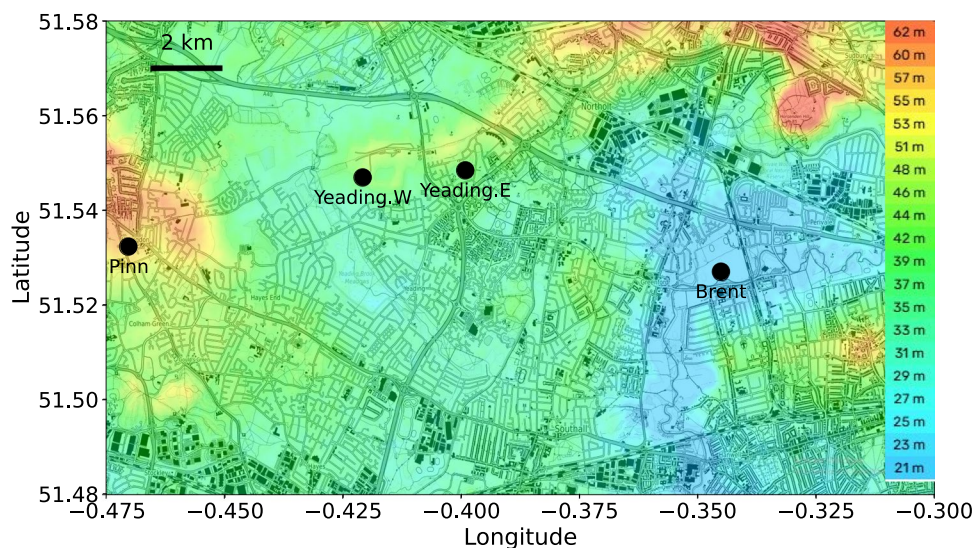 51.58
51.56
51.54
51.52
51.50
51.48
Latitude
2 km
Northolt
Yeading.W
Yeading.E
Pinn
Brent
Hayes End
Colham Green
Southall
62 m
60 m
57 m
55 m
53 m
51 m
48 m
46 m
44 m
42 m
39 m
37 m
35 m
33 m
31 m
29 m
27 m
25 m
23 m
21 m
−0.475
−0.450
−0.425
−0.400
−0.375
−0.350
−0.325
−0.300
Longitude